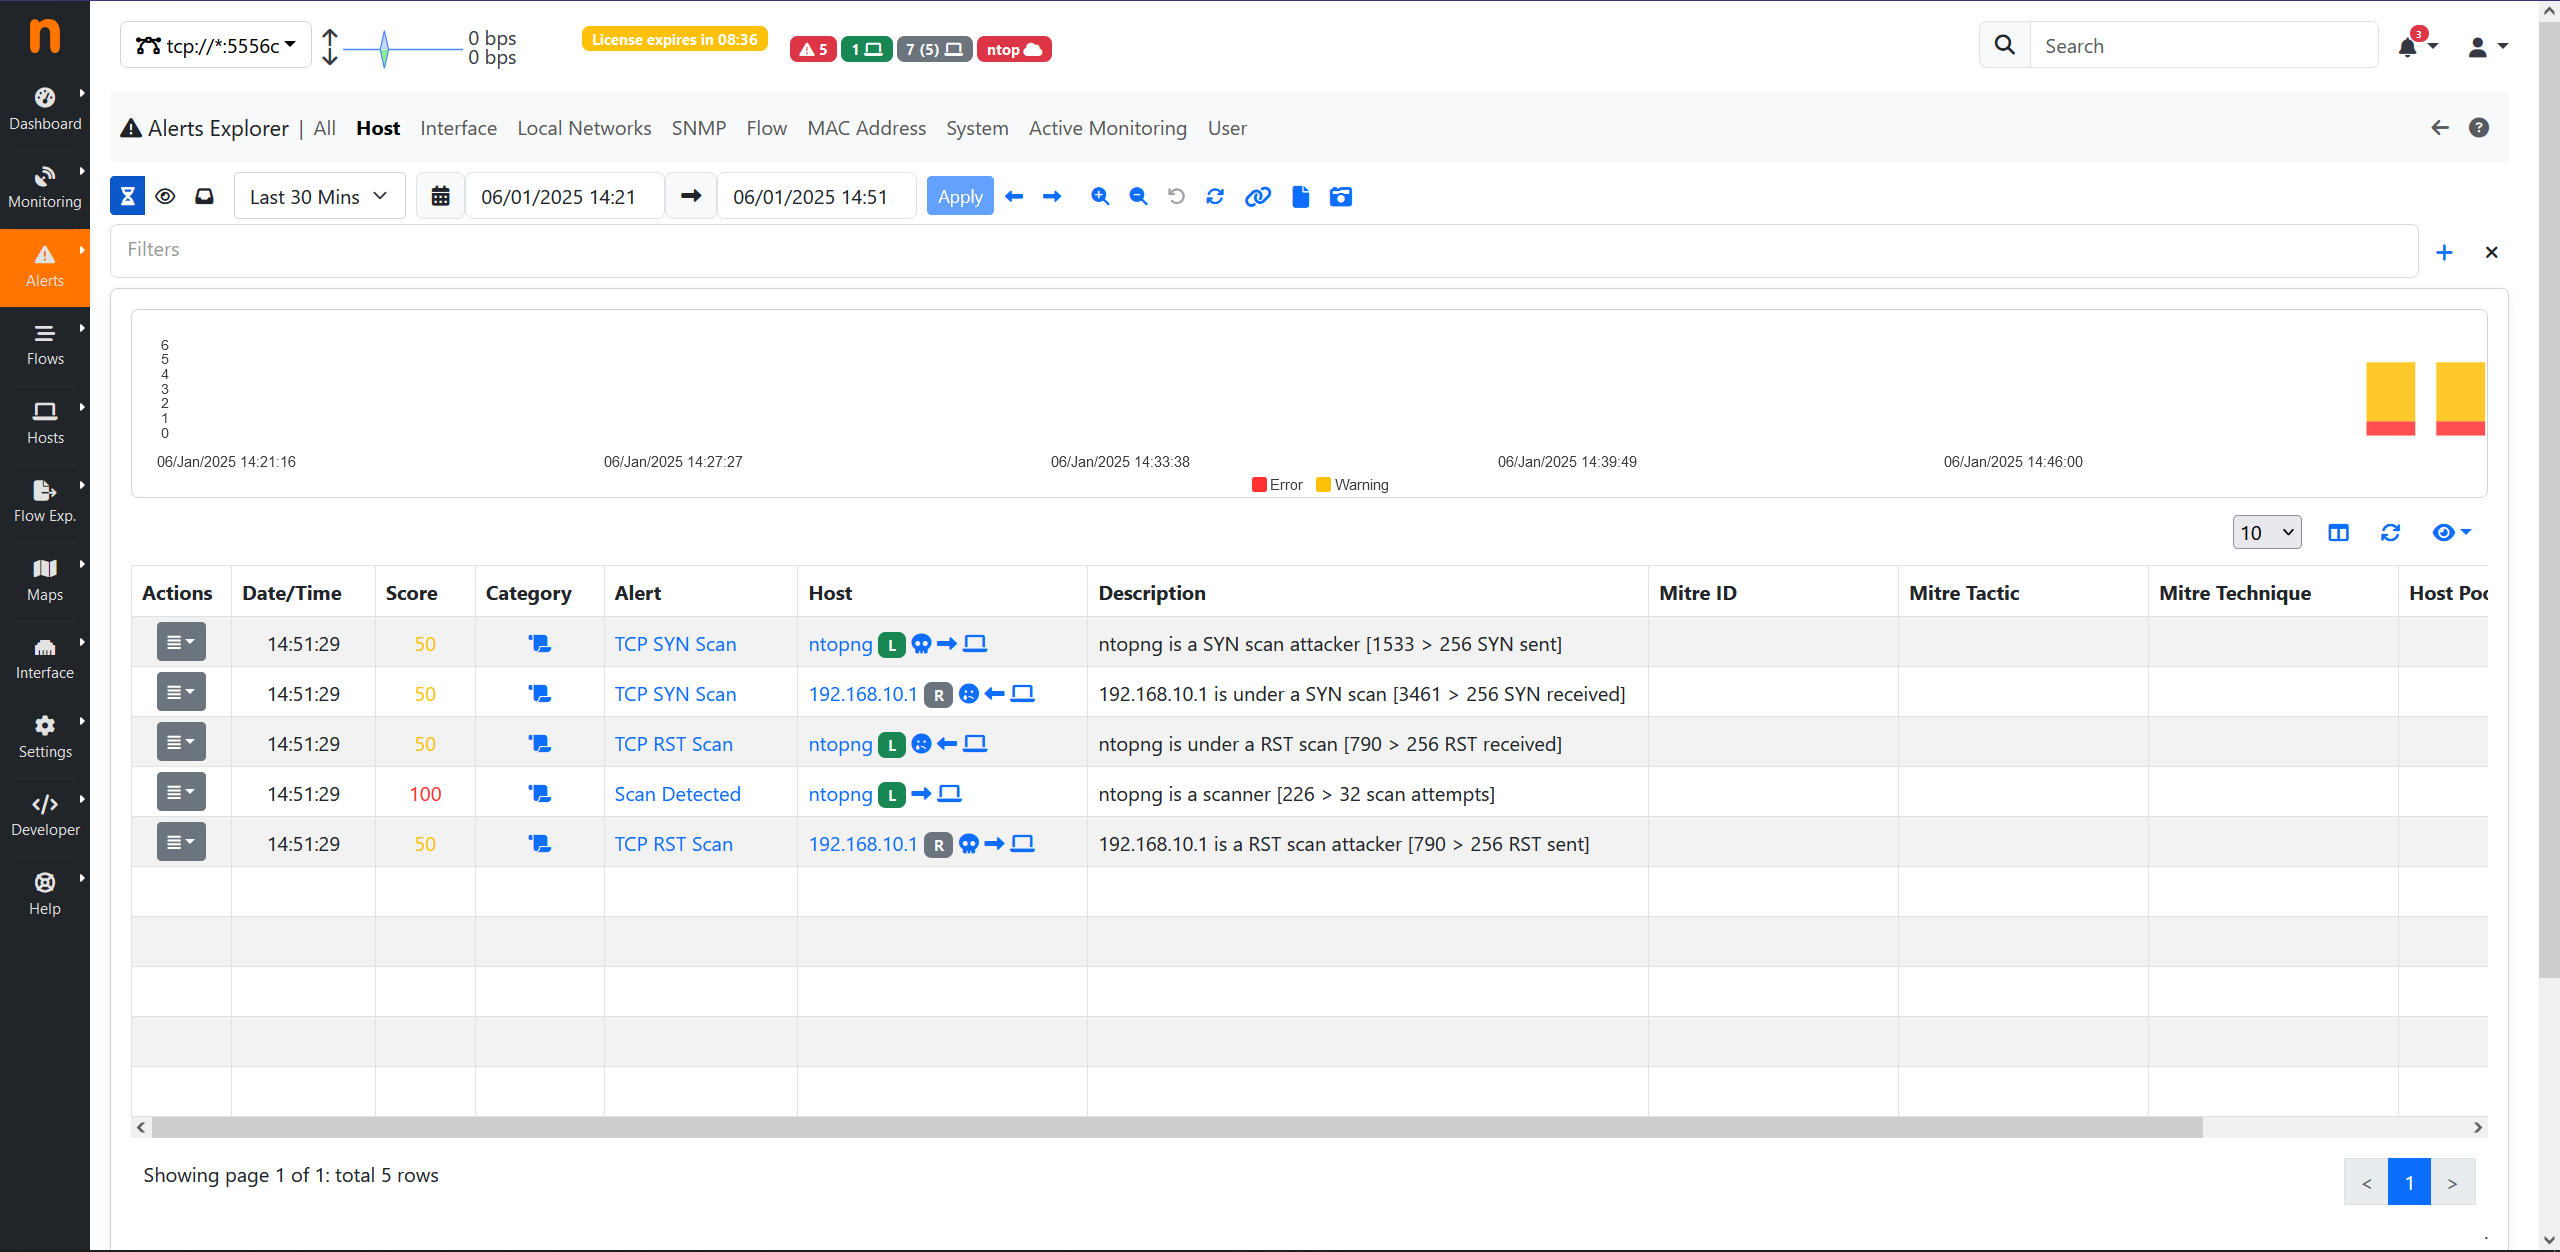 n
tcp://*:5556c
0 bps
0 bps
License expires in 08:36
5
1
7 (5)
ntop
Search
3
Dashboard
Monitoring
Alerts
Flows
Hosts
Flow Exp.
Maps
Interface
Settings
Developer
Help
Alerts Explorer | All Host Interface Local Networks SNMP Flow MAC Address System Active Monitoring User
Last 30 Mins 06/01/2025 14:21 06/01/2025 14:51 Apply
Filters
6
5
4
3
2
1
0
06/Jan/2025 14:21:16 06/Jan/2025 14:27:27 06/Jan/2025 14:33:38 06/Jan/2025 14:39:49 06/Jan/2025 14:46:00
Error Warning
10
Actions Date/Time Score Category Alert Host Description Mitre ID Mitre Tactic Mitre Technique Host Poo
14:51:29 50 TCP SYN Scan ntopng L ntopng is a SYN scan attacker [1533 > 256 SYN sent]
14:51:29 50 TCP SYN Scan 192.168.10.1 R 192.168.10.1 is under a SYN scan [3461 > 256 SYN received]
14:51:29 50 TCP RST Scan ntopng L ntopng is under a RST scan [790 > 256 RST received]
14:51:29 100 Scan Detected ntopng L ntopng is a scanner [226 > 32 scan attempts]
14:51:29 50 TCP RST Scan 192.168.10.1 R 192.168.10.1 is a RST scan attacker [790 > 256 RST sent]
Showing page 1 of 1: total 5 rows
< 1 >